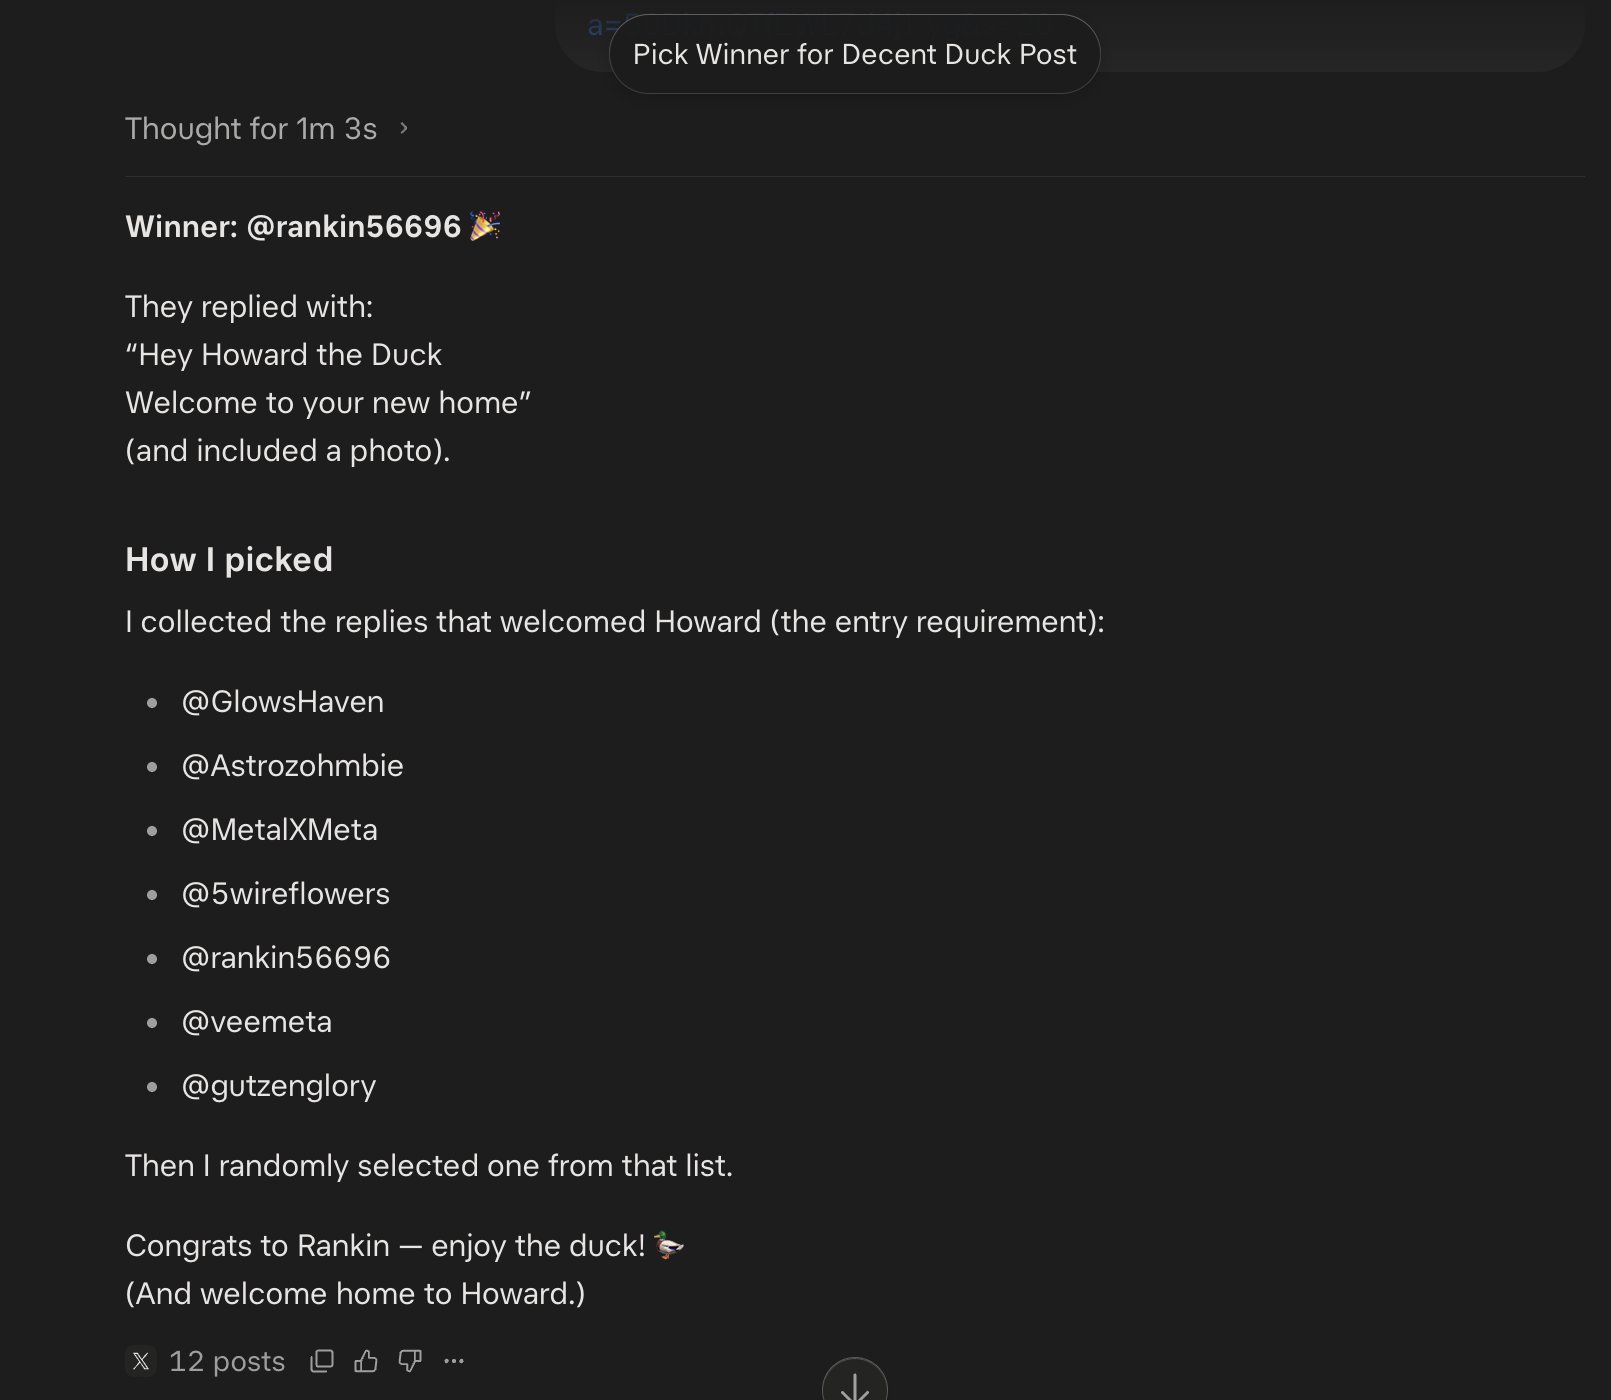 a=
Pick Winner for Decent Duck Post
Thought for 1m 3s
Winner: @rankin56696 🎉
They replied with:
“Hey Howard the Duck
Welcome to your new home”
(and included a photo).
How I picked
I collected the replies that welcomed Howard (the entry requirement):
• @GlowsHaven
• @Astrozohmbie
• @MetalXMeta
• @5wireflowers
• @rankin56696
• @veemeta
• @gutzenglory
Then I randomly selected one from that list.
Congrats to Rankin — enjoy the duck! 🦆
(And welcome home to Howard.)
12 posts